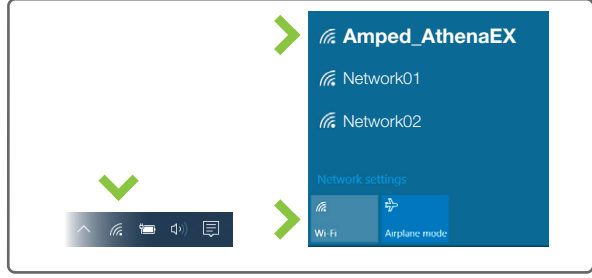 Amped_AthenaEX
Network01
Network02
Network settings
Wi-Fi
Airplane mode